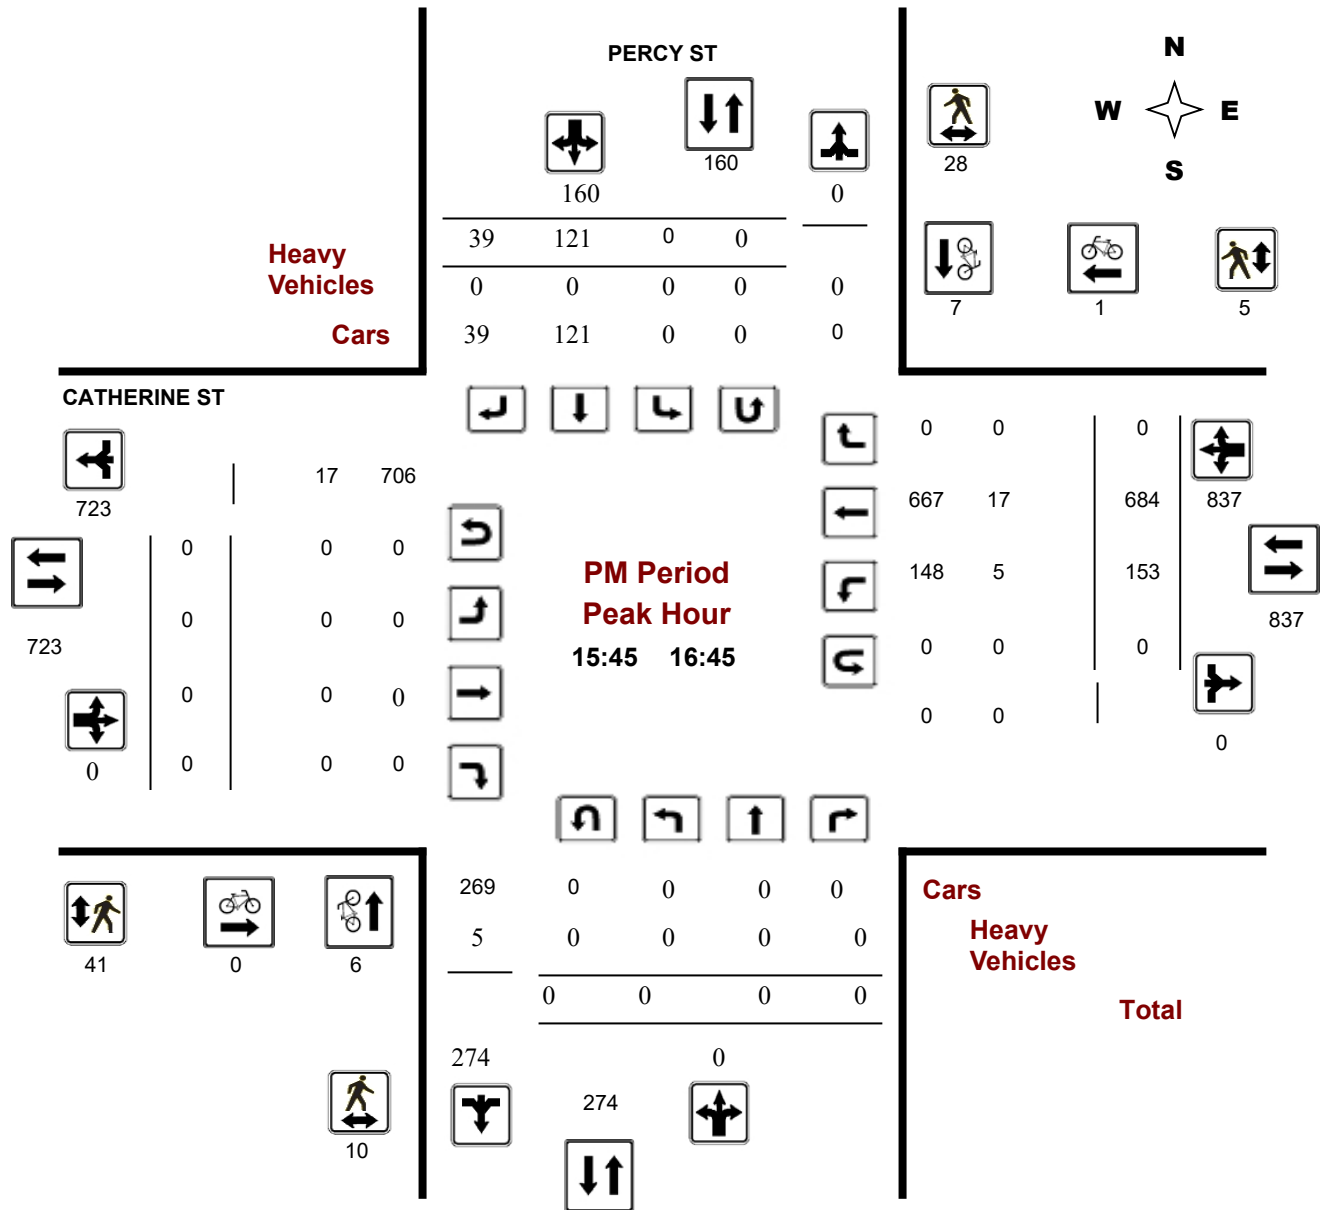 PERCY ST
N
W E
S
160
28
160 0
39 121 0 0
Heavy
Vehicles
0 0 0 0 0
7 1 5
Cars 39 121 0 0 0
CATHERINE ST
0 0 0
17 706
723
667 17 684 837
0 0 0
148 5 153
0 0 0
723
837
PM Period
Peak Hour
15:45 16:45
0 0 0
0 0 0
0 0
0
0
0 0 0
269 0 0 0 0
Cars
5 0 0 0 0
Heavy
Vehicles
41 0 6
0 0 0 0
Total
274 0
274
10